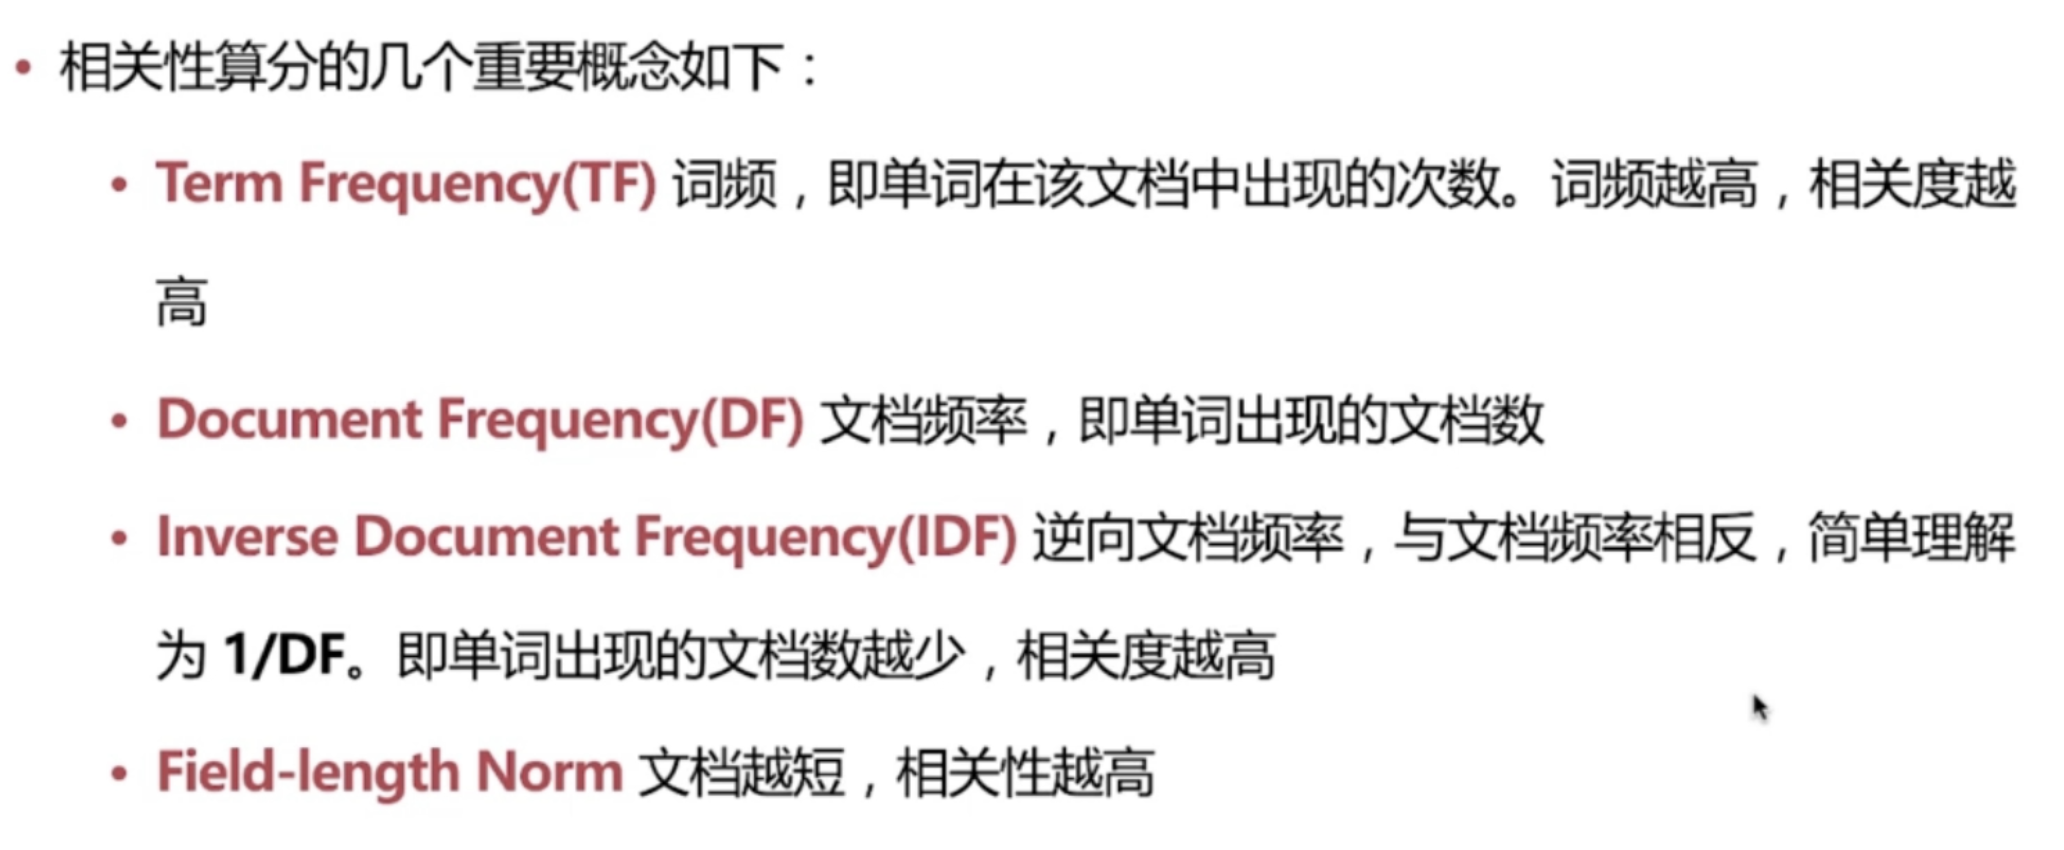 • 相关性算分的几个重要概念如下：
• Term Frequency(TF) 词频，即单词在该文档中出现的次数。词频越高，相关度越
高
• Document Frequency(DF) 文档频率，即单词出现的文档数
• Inverse Document Frequency(IDF) 逆向文档频率，与文档频率相反，简单理解
为 1/DF。即单词出现的文档数越少，相关度越高
• Field-length Norm 文档越短，相关性越高